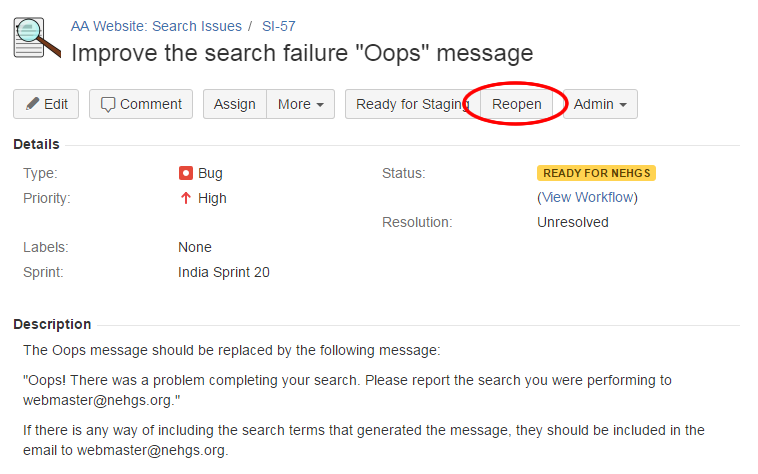 AA Website: Search Issues / SI-57
Improve the search failure "Oops" message
Edit Comment Assign More Ready for Staging Reopen Admin
Details
Type: Bug Status: READY FOR NEHGS
Priority: High (View Workflow)
Resolution: Unresolved
Labels: None
Sprint: India Sprint 20
Description
The Oops message should be replaced by the following message:
"Oops! There was a problem completing your search. Please report the search you were performing to
webmaster@nehgs.org."
If there is any way of including the search terms that generated the message, they should be included in the
email to webmaster@nehgs.org.